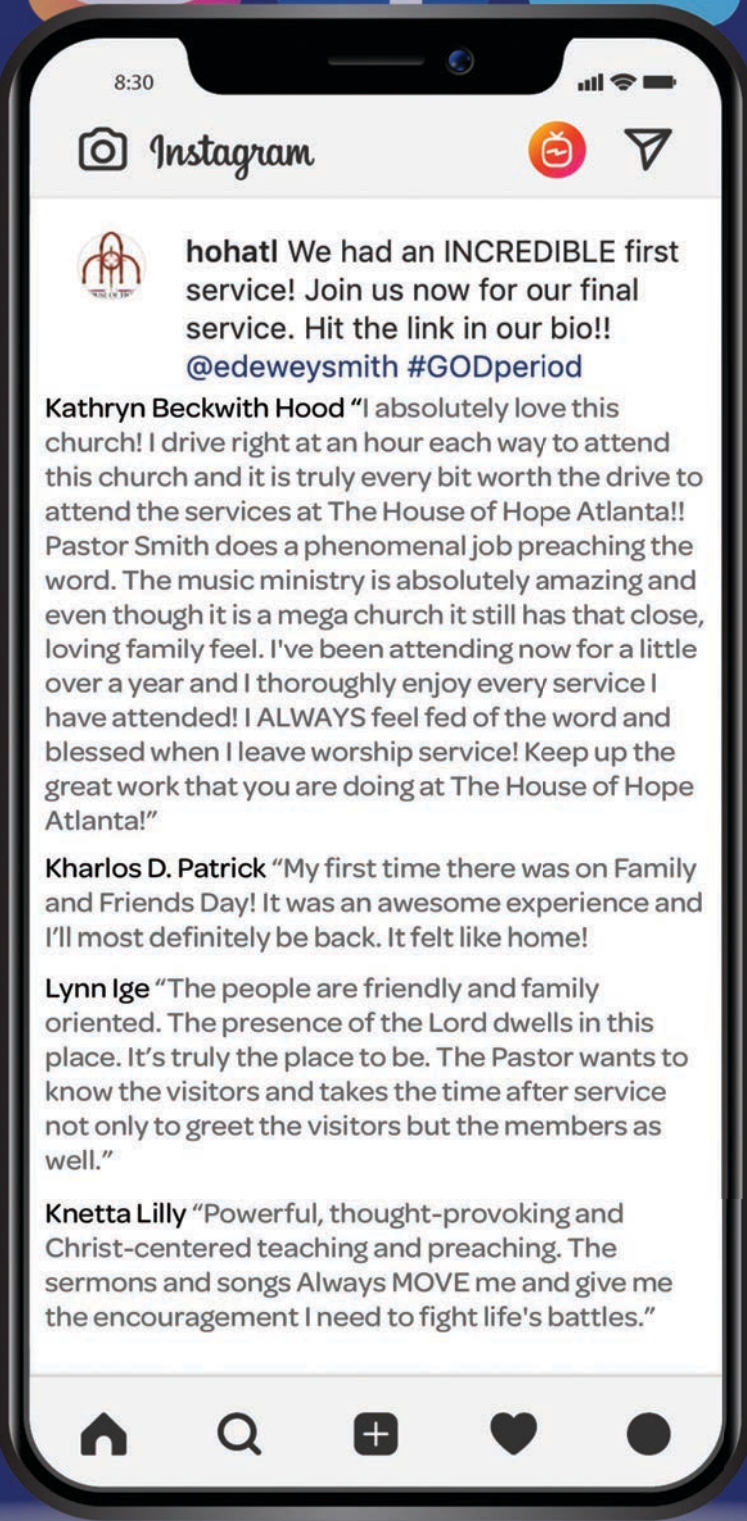 8:30
Instagram
hohatl We had an INCREDIBLE first
service! Join us now for our final
service. Hit the link in our bio!!
@edeweysmith #GODperiod
Kathryn Beckwith Hood “I absolutely love this
church! I drive right at an hour each way to attend
this church and it is truly every bit worth the drive to
attend the services at The House of Hope Atlanta!!
Pastor Smith does a phenomenal job preaching the
word. The music ministry is absolutely amazing and
even though it is a mega church it still has that close,
loving family feel. I've been attending now for a little
over a year and I thoroughly enjoy every service I
have attended! I ALWAYS feel fed of the word and
blessed when I leave worship service! Keep up the
great work that you are doing at The House of Hope
Atlanta!”
Kharlos D. Patrick “My first time there was on Family
and Friends Day! It was an awesome experience and
I’ll most definitely be back. It felt like home!
Lynn Ige “The people are friendly and family
oriented. The presence of the Lord dwells in this
place. It’s truly the place to be. The Pastor wants to
know the visitors and takes the time after service
not only to greet the visitors but the members as
well.”
Knetta Lilly “Powerful, thought-provoking and
Christ-centered teaching and preaching. The
sermons and songs Always MOVE me and give me
the encouragement I need to fight life's battles.”